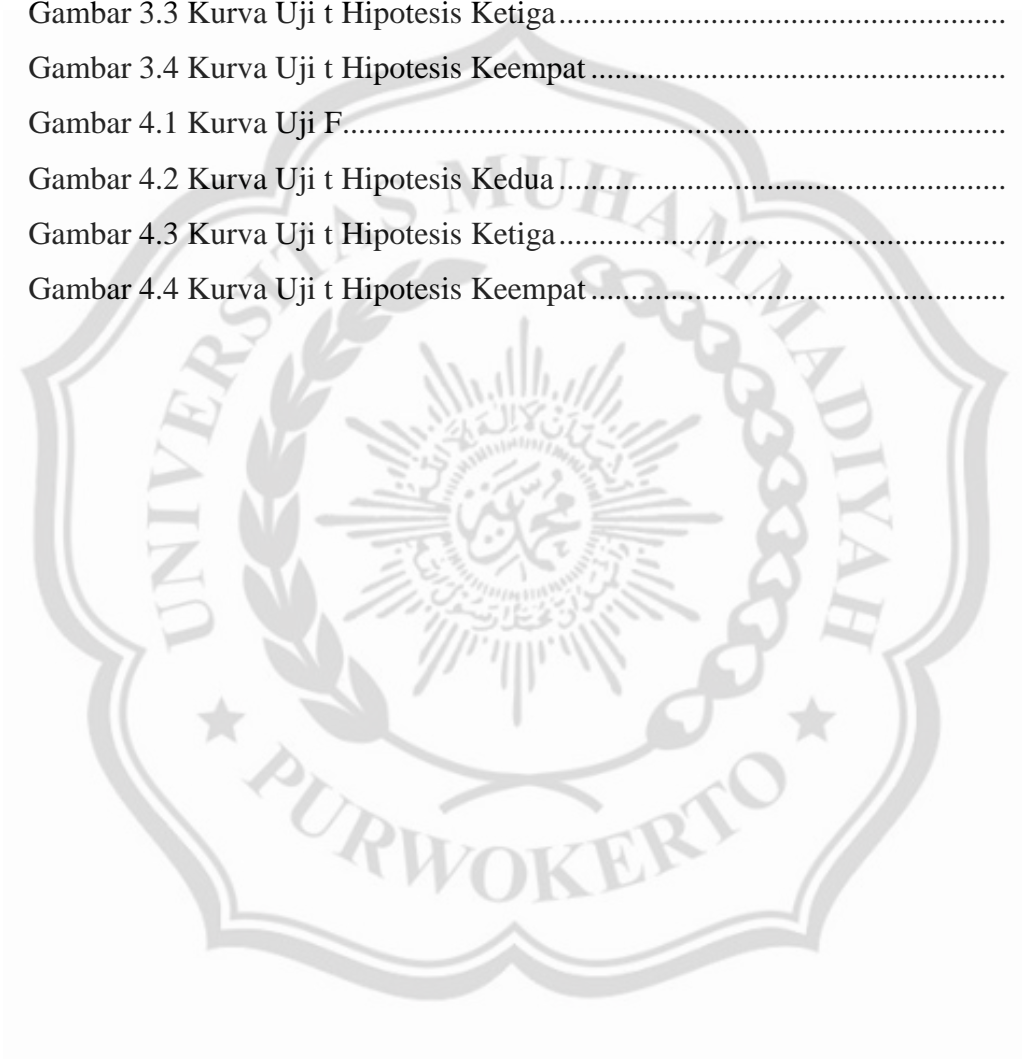 Gambar 3.3 Kurva Uji t Hipotesis Ketiga........................................................
Gambar 3.4 Kurva Uji t Hipotesis Keempat....................................................
Gambar 4.1 Kurva Uji F...................................................................................
Gambar 4.2 Kurva Uji t Hipotesis Kedua........................................................
Gambar 4.3 Kurva Uji t Hipotesis Ketiga........................................................
Gambar 4.4 Kurva Uji t Hipotesis Keempat....................................................
UNIVERSITAS MUHAMMADIYAH
PURWOKERTO